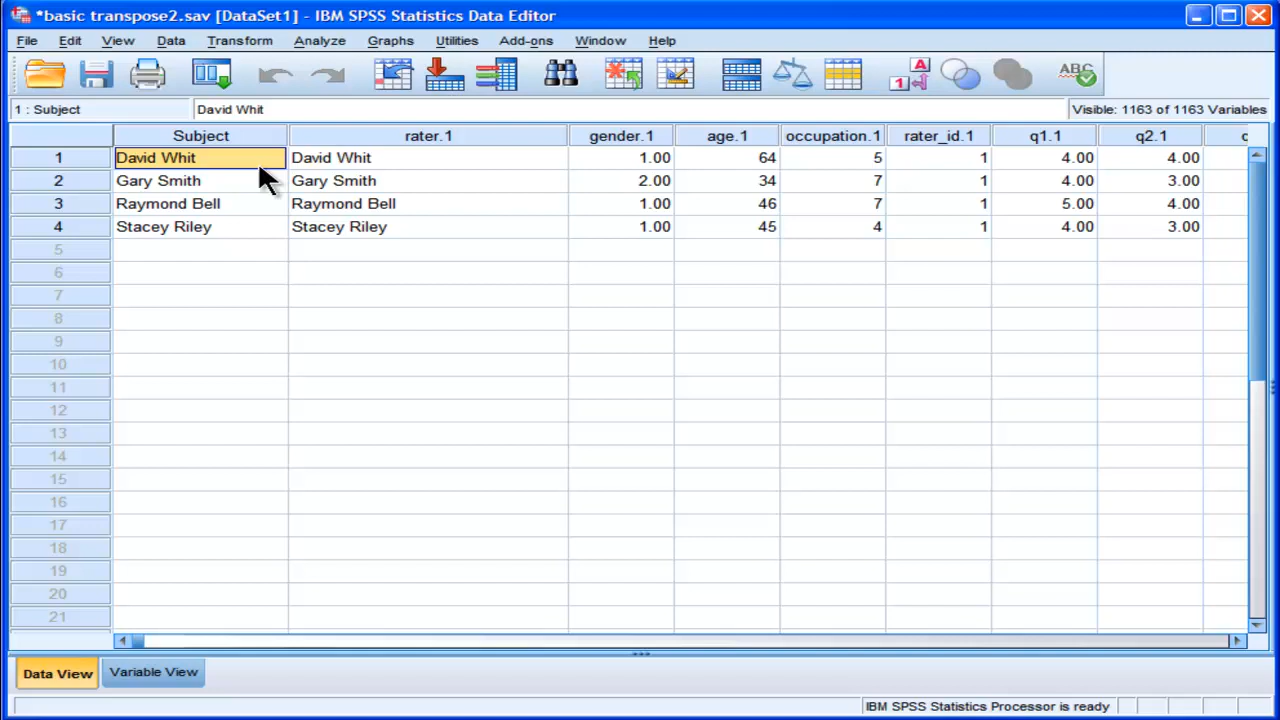 *basic transpose2.sav [DataSet1] - IBM SPSS Statistics Data Editor
File Edit View Data Transform Analyze Graphs Utilities Add-ons Window Help
A
1
ABC
1 : Subject David Whit Visible: 1163 of 1163 Variables
Subject rater.1 gender.1 age.1 occupation.1 rater_id.1 q1.1 q2.1
1 David Whit David Whit 1.00 64 5 1 4.00 4.00
2 Gary Smith Gary Smith 2.00 34 7 1 4.00 3.00
3 Raymond Bell Raymond Bell 1.00 46 7 1 5.00 4.00
4 Stacey Riley Stacey Riley 1.00 45 4 1 4.00 3.00
5
6
7
8
9
10
11
12
13
14
15
16
17
18
19
20
21
Data View Variable View
IBM SPSS Statistics Processor is ready